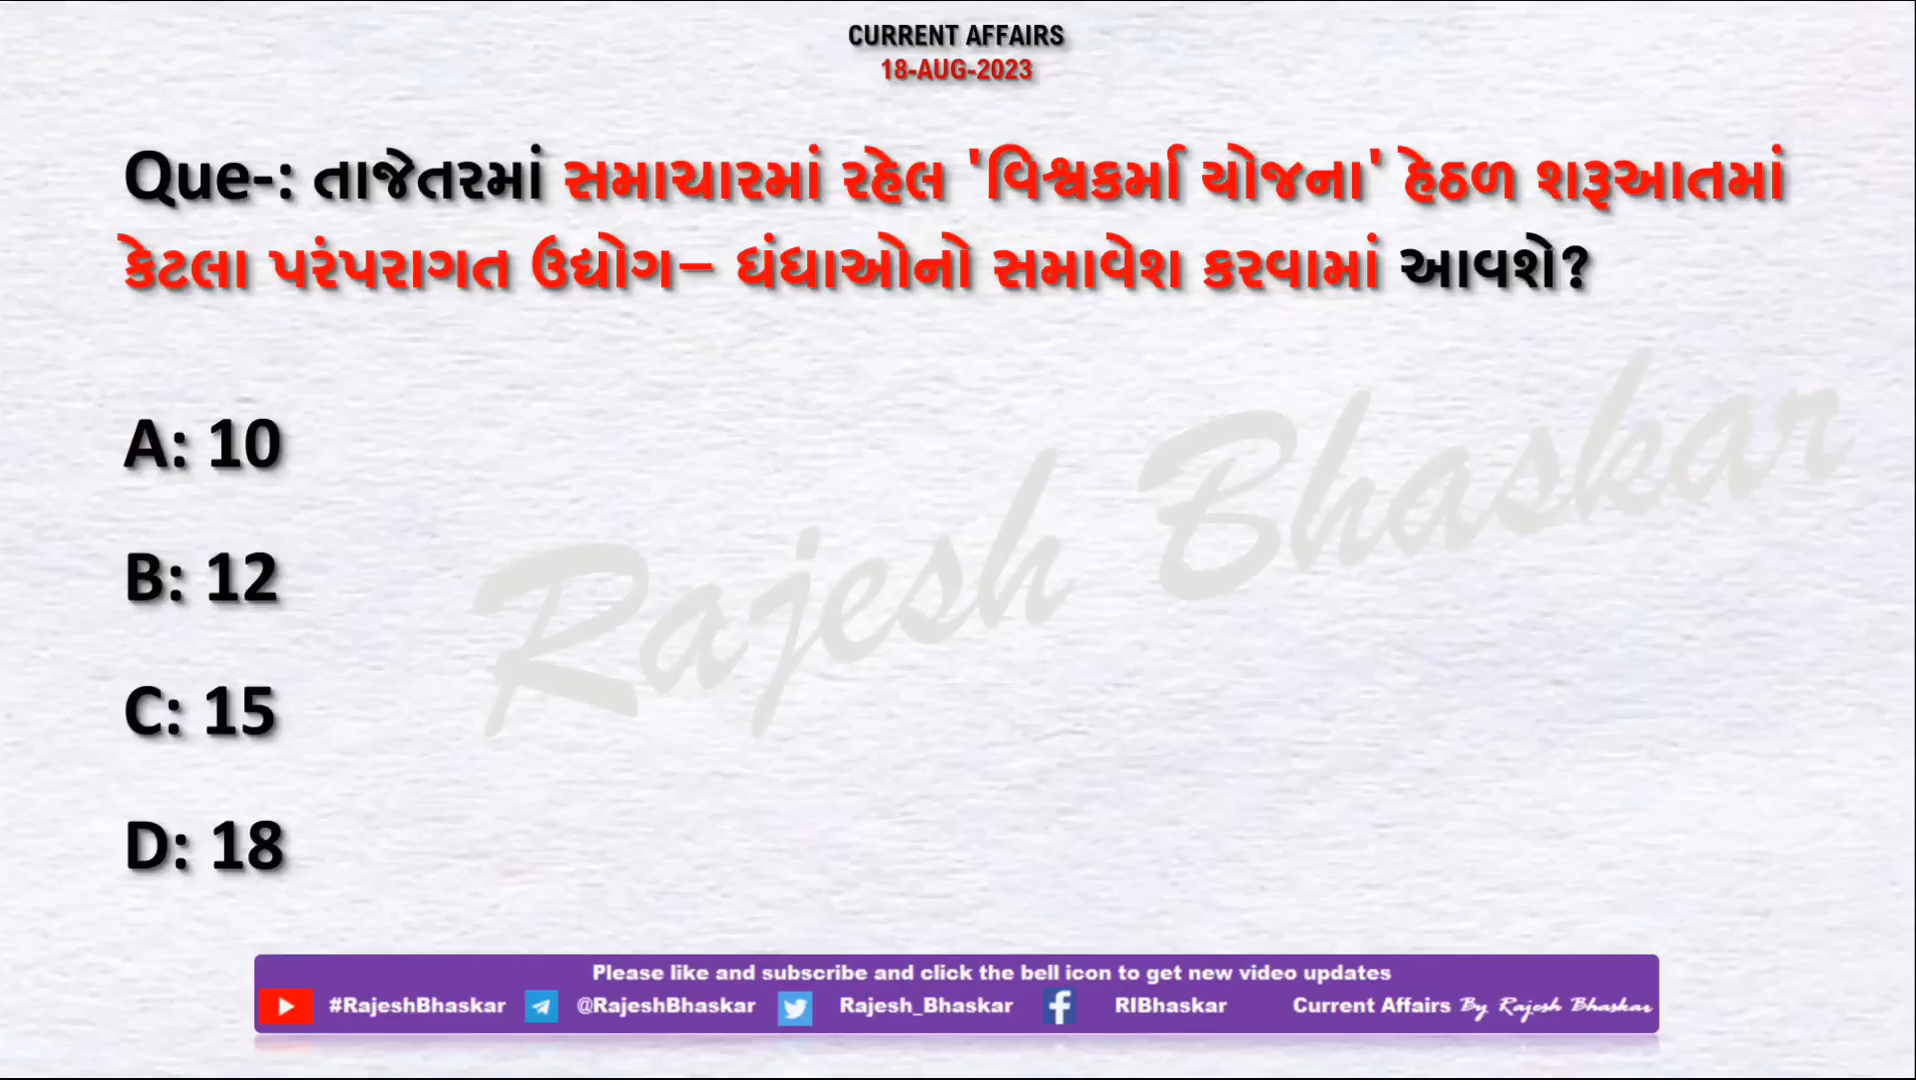 CURRENT AFFAIRS
18-AUG-2023
Que-: તાજેતરમાં સમાચારમાં રહેલ 'વિશ્વકર્મા યોજના' હેઠળ શરૂઆતમાં
કેટલા પરંપરાગત ઉદ્યોગ– ધંધાઓનો સમાવેશ કરવામાં આવશે?
A: 10
B: 12
C: 15
D: 18
Rajesh Bhaskar
Please like and subscribe and click the bell icon to get new video updates
#RajeshBhaskar @RajeshBhaskar Rajesh_Bhaskar RIBhaskar Current Affairs By Rajesh Bhaskar